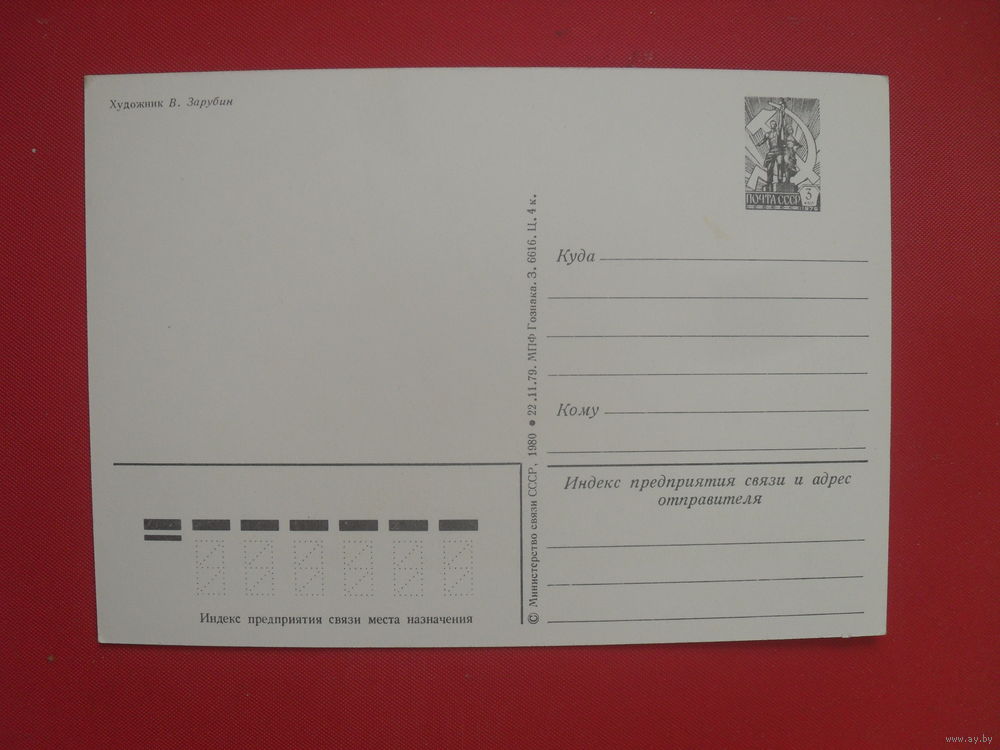 Художник В. Зарубин
ПОЧТА СССР
3
1976
Куда
Кому
Индекс предприятия связи и адрес
отправителя
© Министерство связи СССР, 1980 • 22.11.79. МПФ Гознака. З. 6616. Ц. 4 к.
Индекс предприятия связи места назначения
www.ay.by